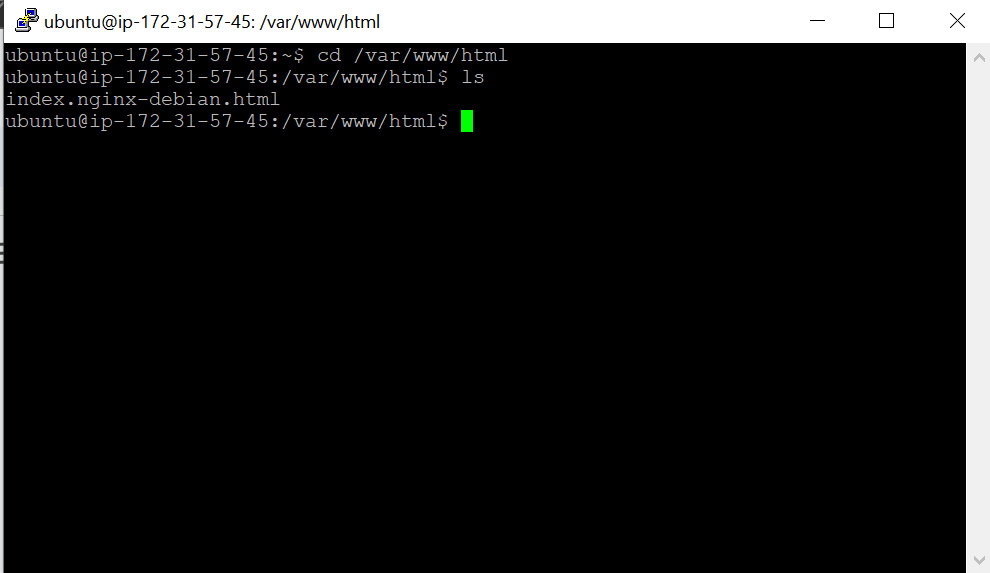 ubuntu@ip-172-31-57-45: /var/www/html
ubuntu@ip-172-31-57-45:~$ cd /var/www/html
ubuntu@ip-172-31-57-45:/var/www/html$ ls
index.nginx-debian.html
ubuntu@ip-172-31-57-45:/var/www/html$